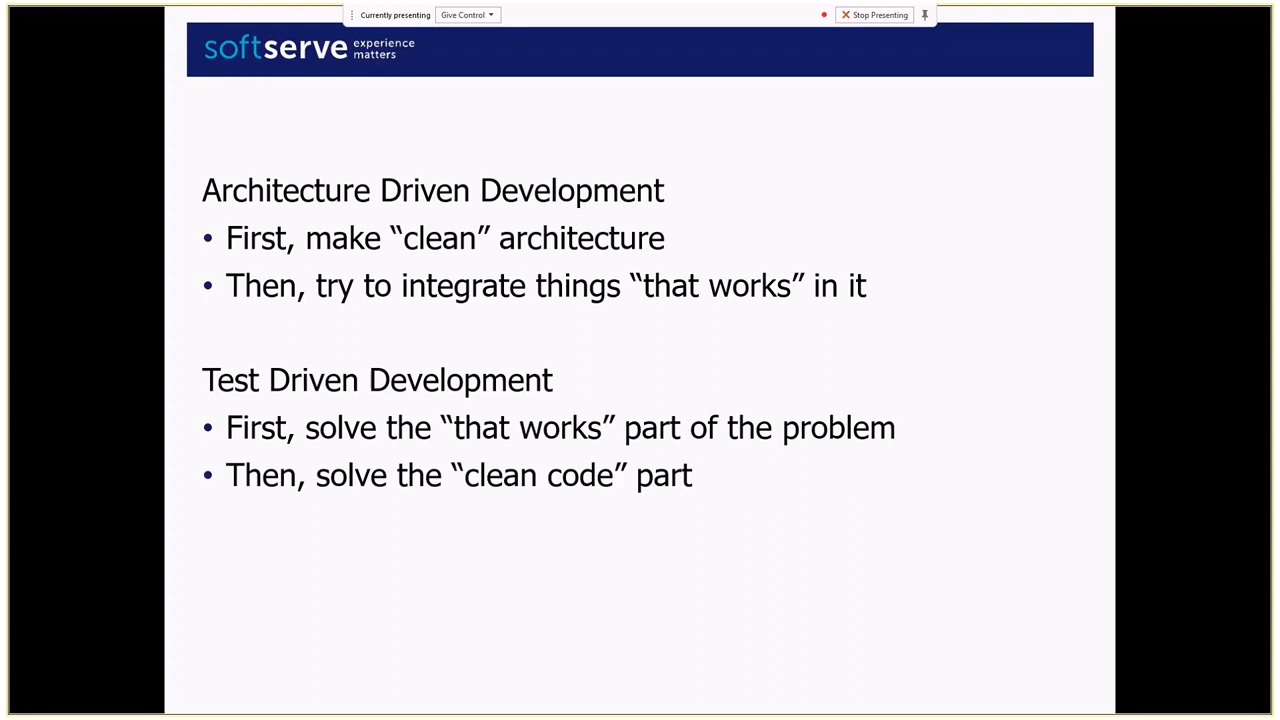 Currently presenting Give Control Stop Presenting
softserve experience matters
Architecture Driven Development
• First, make “clean” architecture
• Then, try to integrate things “that works” in it
Test Driven Development
• First, solve the “that works” part of the problem
• Then, solve the “clean code” part